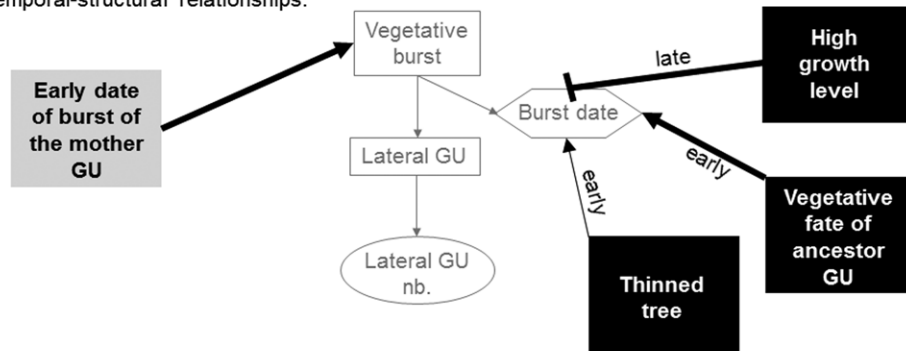 emporal-structural relationships.
Vegetative
burst
High
growth
level
late
Early date
of burst of
the mother
GU
Burst date
Lateral GU
early
early
Vegetative
fate of
ancestor
GU
Lateral GU
nb.
Thinned
tree